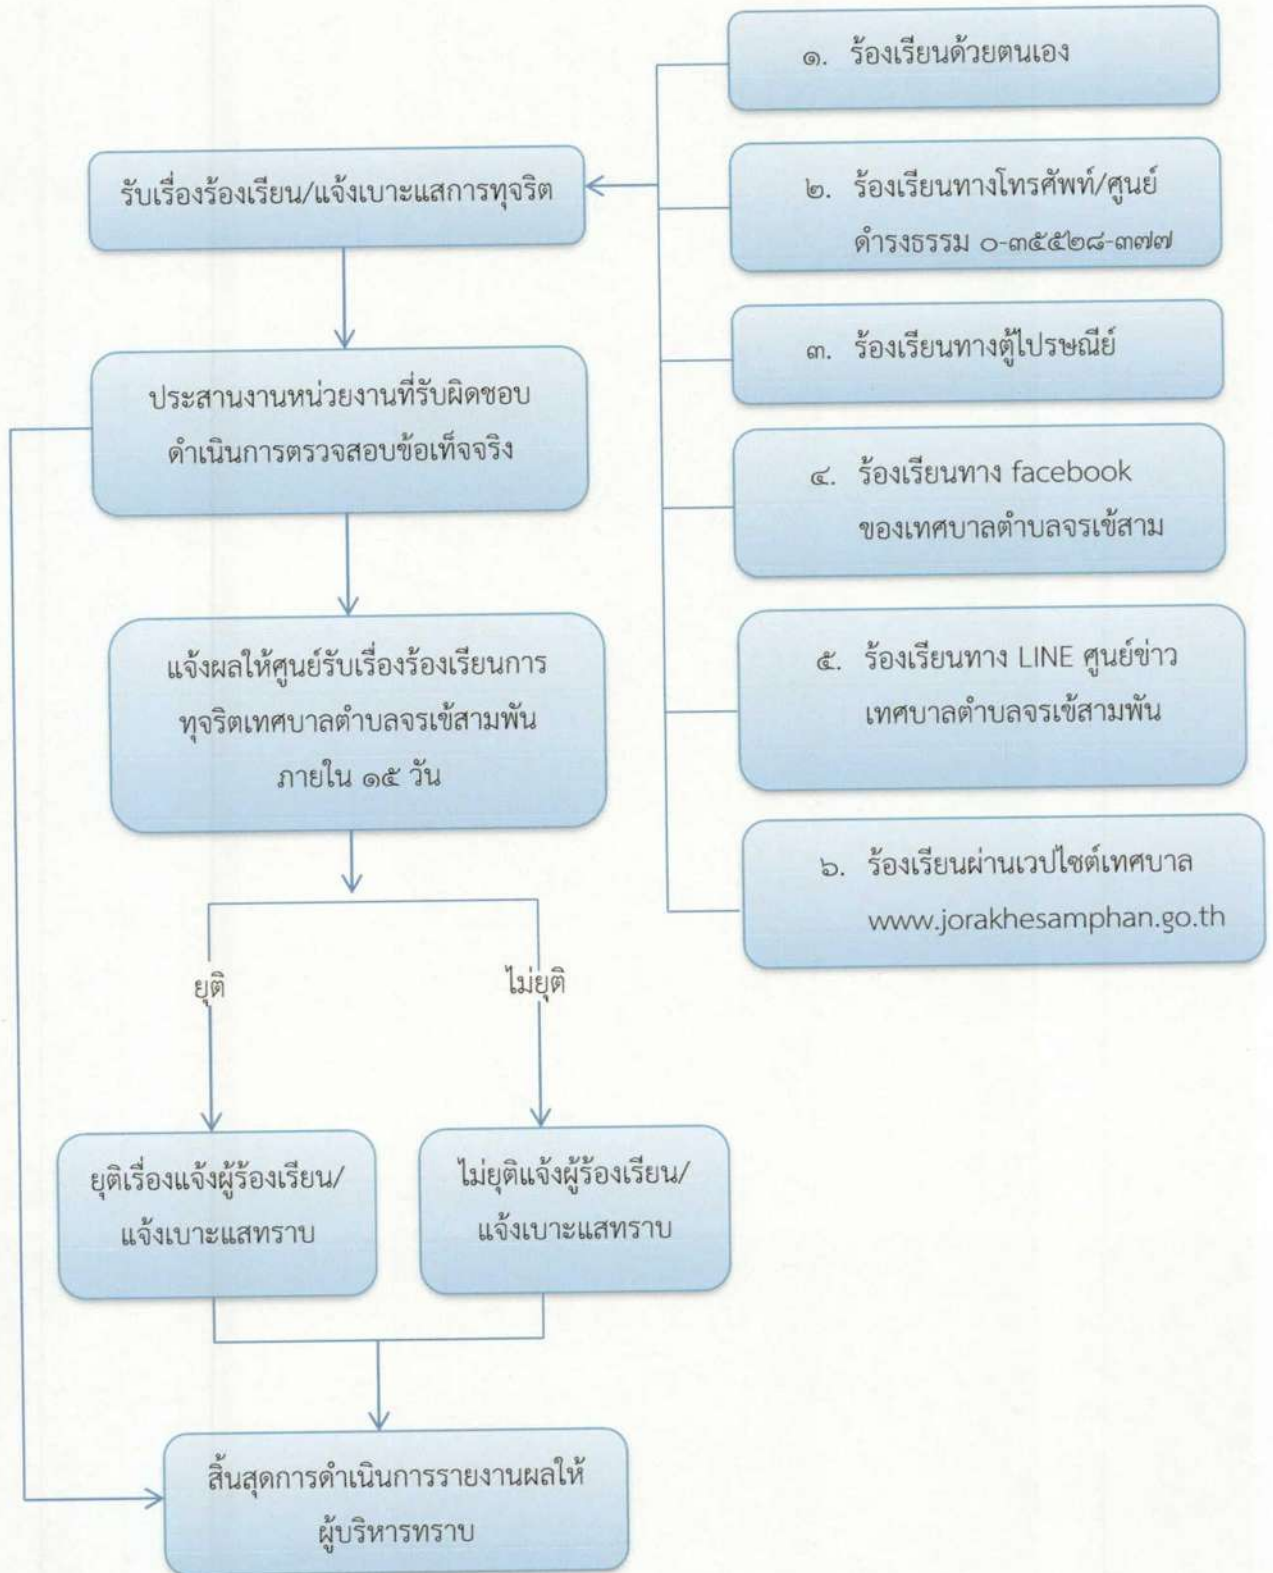 ๑. ร้องเรียนด้วยตนเอง
รับเรื่องร้องเรียน/แจ้งเบาะแสการทุจริต
๒. ร้องเรียนทางโทรศัพท์/ศูนย์
ดำรงธรรม ๐-๓๕๕๒๘-๓๗๗
๓. ร้องเรียนทางตู้ไปรษณีย์
ประสานงานหน่วยงานที่รับผิดชอบ
ดำเนินการตรวจสอบข้อเท็จจริง
๔. ร้องเรียนทาง facebook
ของเทศบาลตำบลจรเข้สาม
แจ้งผลให้ศูนย์รับเรื่องร้องเรียนการ
ทุจริตเทศบาลตำบลจรเข้สามพัน
ภายใน ๑๕ วัน
๕. ร้องเรียนทาง LINE ศูนย์ข่าว
เทศบาลตำบลจรเข้สามพัน
๖. ร้องเรียนผ่านเวปไซต์เทศบาล
www.jorakhesamphan.go.th
ยุติ
ไม่ยุติ
ยุติเรื่องแจ้งผู้ร้องเรียน/
แจ้งเบาะแสทราบ
ไม่ยุติแจ้งผู้ร้องเรียน/
แจ้งเบาะแสทราบ
สิ้นสุดการดำเนินการรายงานผลให้
ผู้บริหารทราบ